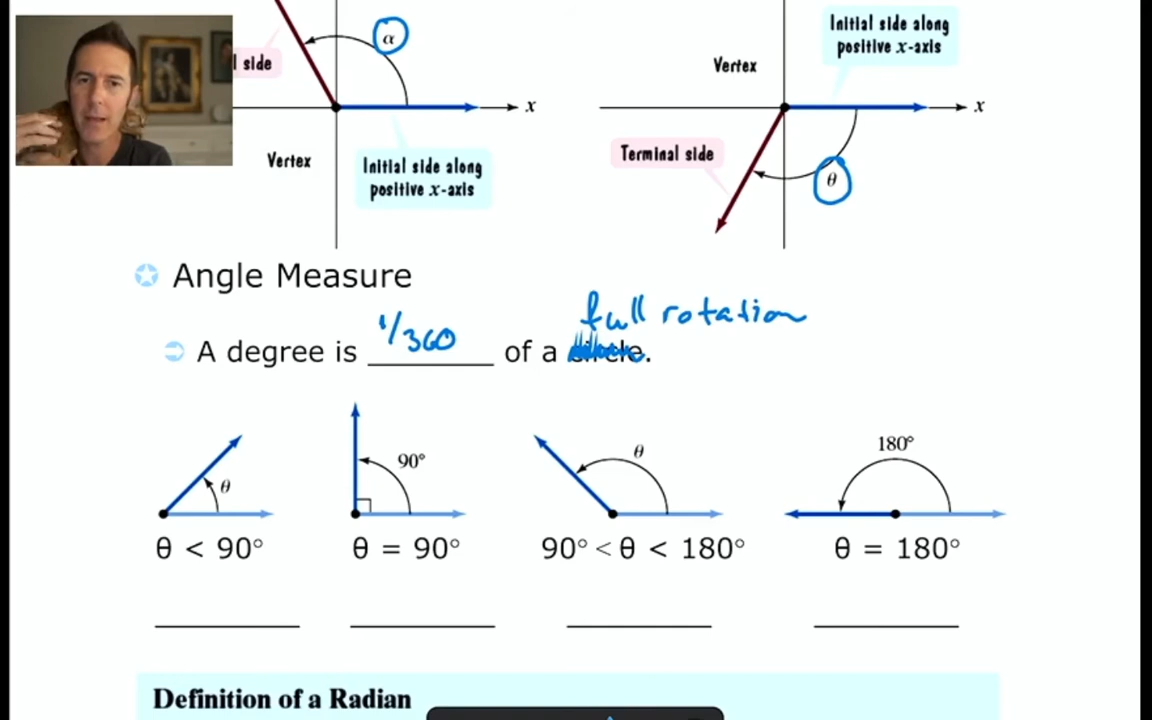 α
l side
x
Vertex
Initial side along
positive x-axis
Initial side along
positive x-axis
Vertex
x
Terminal side
θ
Angle Measure
full rotation
A degree is 1/360 of a circle.
θ
90°
θ
180°
θ < 90°
θ = 90°
90° < θ < 180°
θ = 180°
Definition of a Radian